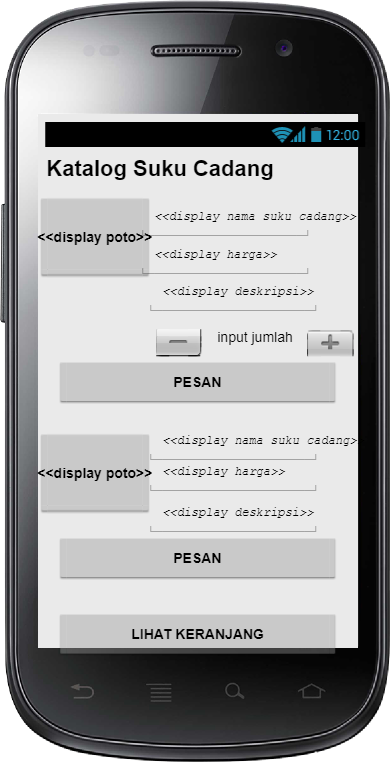 12:00
Katalog Suku Cadang
<<display poto>>
<<display nama suku cadang>>
<<display harga>>
<<display deskripsi>>
input jumlah
PESAN
<<display poto>>
<<display nama suku cadang>
<<display harga>>
<<display deskripsi>>
PESAN
LIHAT KERANJANG